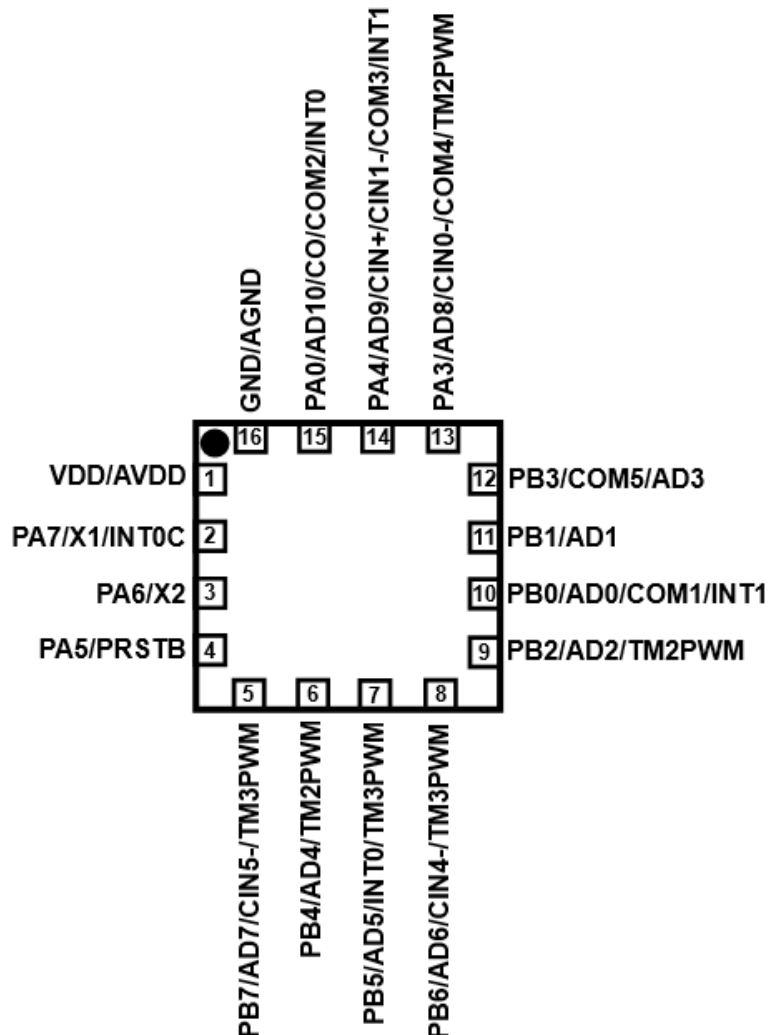 GND/AGND
PA0/AD10/CO/COM2/INT0
PA4/AD9/CIN+/CIN1-/COM3/INT1
PA3/AD8/CIN0-/COM4/TM2PWM
16
15
14
13
VDD/AVDD
1
12
PB3/COM5/AD3
PA7/X1/INT0C
2
11
PB1/AD1
PA6/X2
3
10
PB0/AD0/COM1/INT1
PA5/PRSTB
4
9
PB2/AD2/TM2PWM
5
6
7
8
PB7/AD7/CIN5-/TM3PWM
PB4/AD4/TM2PWM
PB5/AD5/INT0/TM3PWM
PB6/AD6/CIN4-/TM3PWM